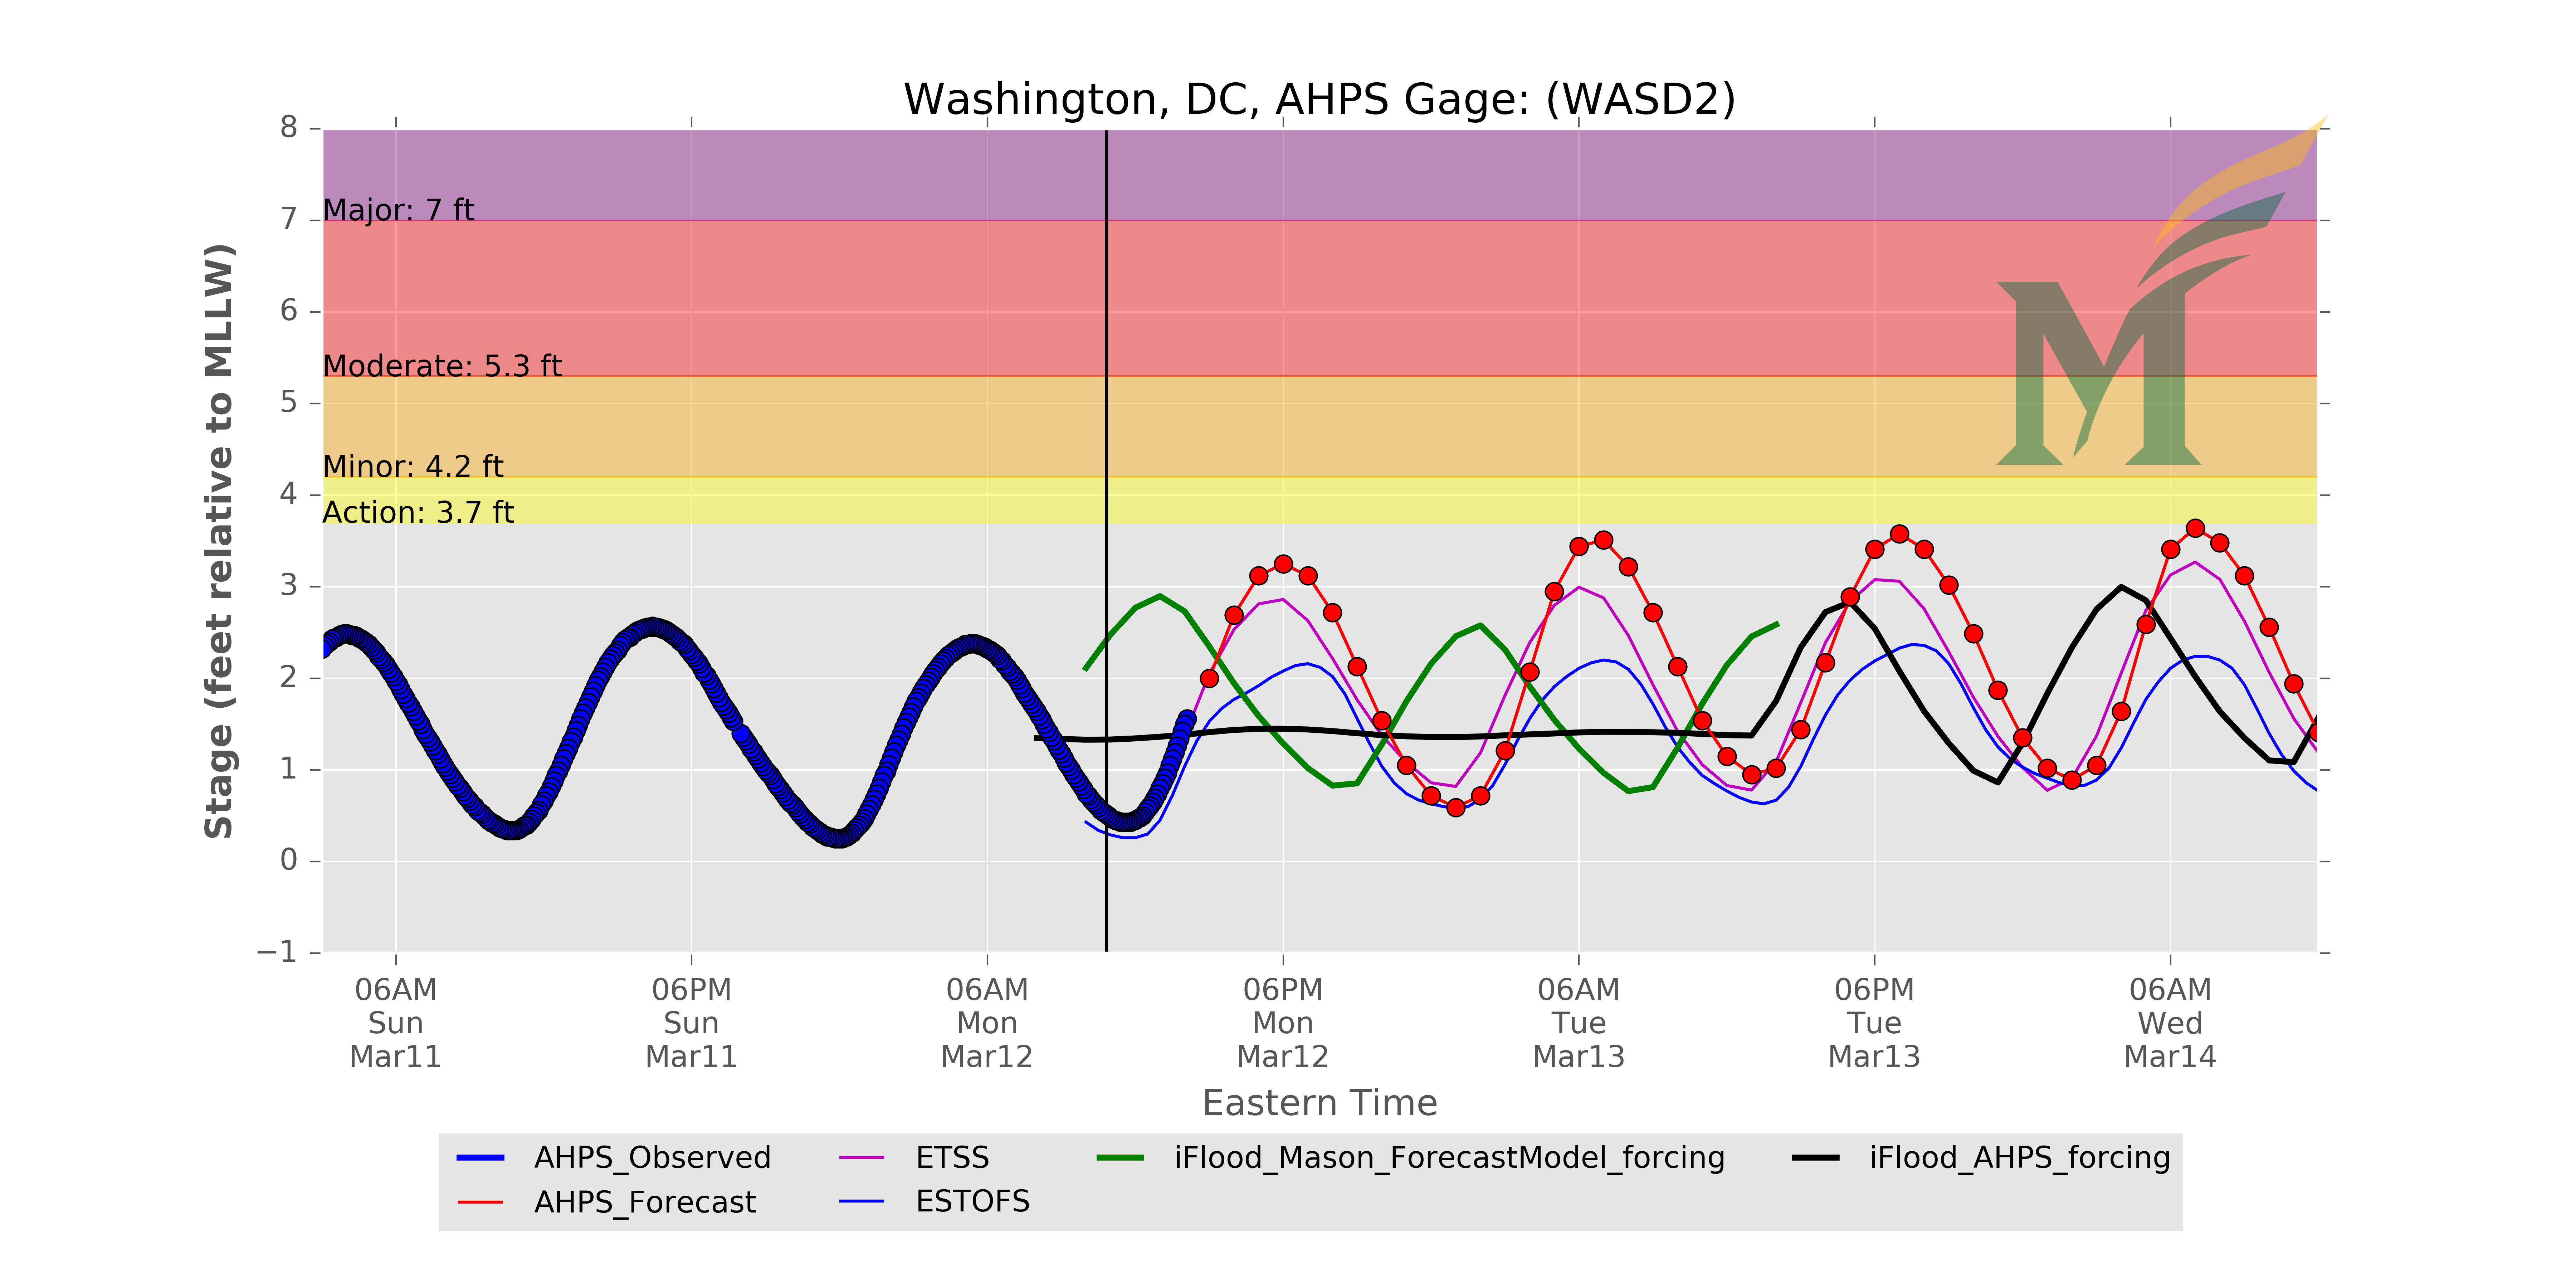 Washington, DC, AHPS Gage: (WASD2)
Stage (feet relative to MLLW)
8
7
6
5
4
3
2
1
0
−1
Major: 7 ft
Moderate: 5.3 ft
Minor: 4.2 ft
Action: 3.7 ft
M
06AM 06PM 06AM 06PM 06AM 06PM 06AM
Sun Sun Mon Mon Tue Tue Wed
Mar11 Mar11 Mar12 Mar12 Mar13 Mar13 Mar14
Eastern Time
AHPS_Observed ETSS iFlood_Mason_ForecastModel_forcing iFlood_AHPS_forcing
AHPS_Forecast ESTOFS